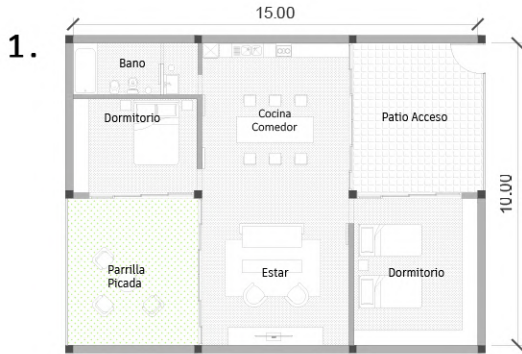 15.00
1.
Bano
Dormitorio
Cocina
Comedor
Patio Acceso
10.00
Parrilla
Picada
Estar
Dormitorio